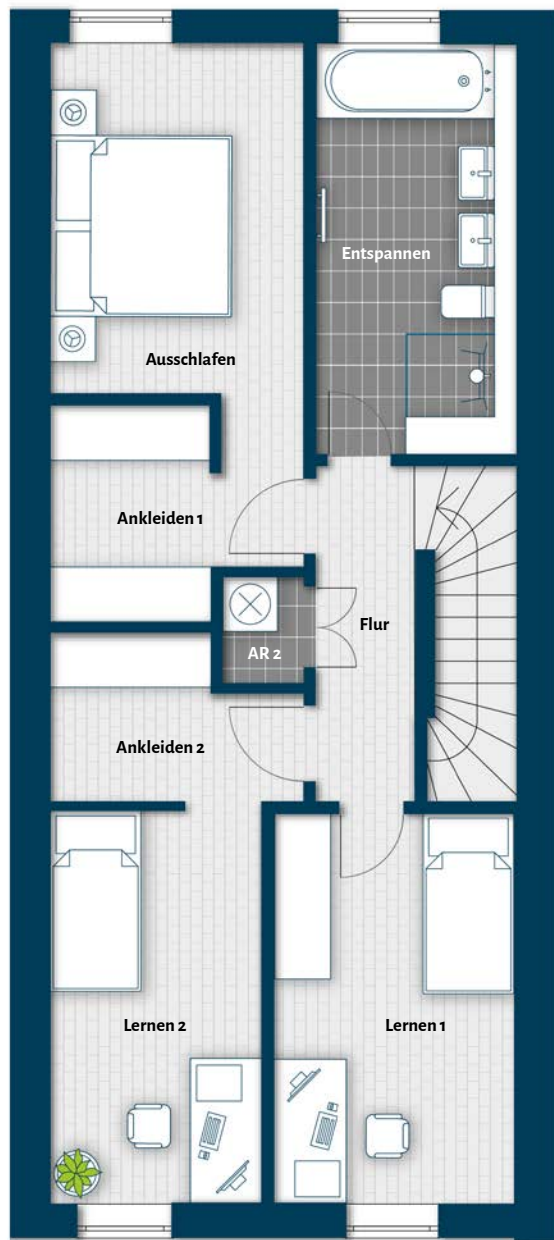 Entspannen
Ausschlafen
Ankleiden 1
Flur
AR 2
Ankleiden 2
Lernen 2
Lernen 1